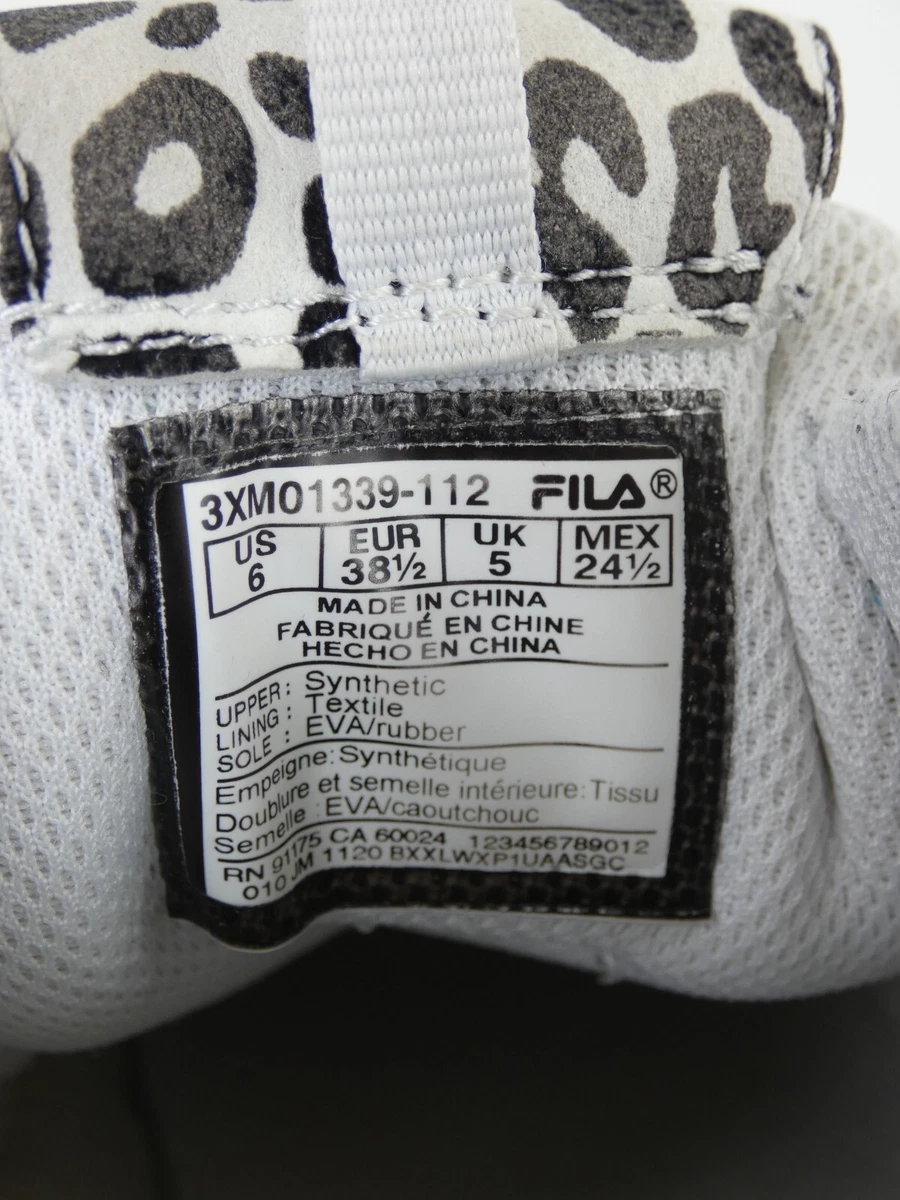 3XM01339-112 FILA®
US EUR UK MEX
6 38½ 5 24½
MADE IN CHINA
FABRIQUÉ EN CHINE
HECHO EN CHINA
UPPER: Synthetic
LINING: Textile
SOLE: EVA/rubber
Empeigne: Synthétique
Doublure et semelle intérieure: Tissu
Semelle: EVA/caoutchouc
RN 91175 CA 60024 123456789012
010 JM 1120 BXXLWXP1UAASGC